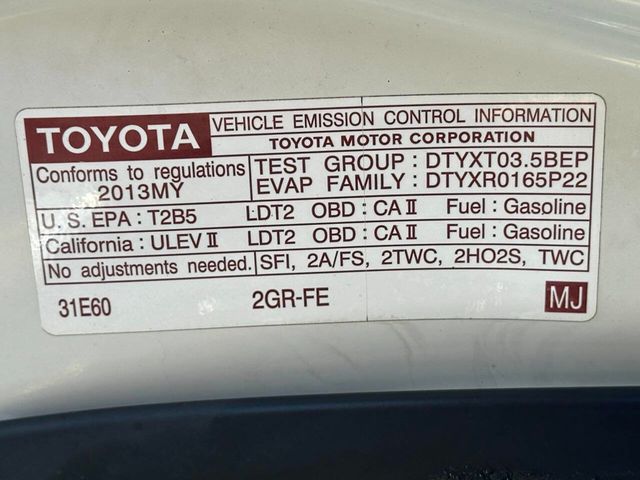 TOYOTA VEHICLE EMISSION CONTROL INFORMATION
TOYOTA MOTOR CORPORATION
Conforms to regulations TEST GROUP : DTYXT03.5BEP
2013MY EVAP FAMILY : DTYXR0165P22
U. S. EPA : T2B5 LDT2 OBD : CA II Fuel : Gasoline
California : ULEV II LDT2 OBD : CA II Fuel : Gasoline
No adjustments needed. SFI, 2A/FS, 2TWC, 2HO2S, TWC
31E60 2GR-FE MJ